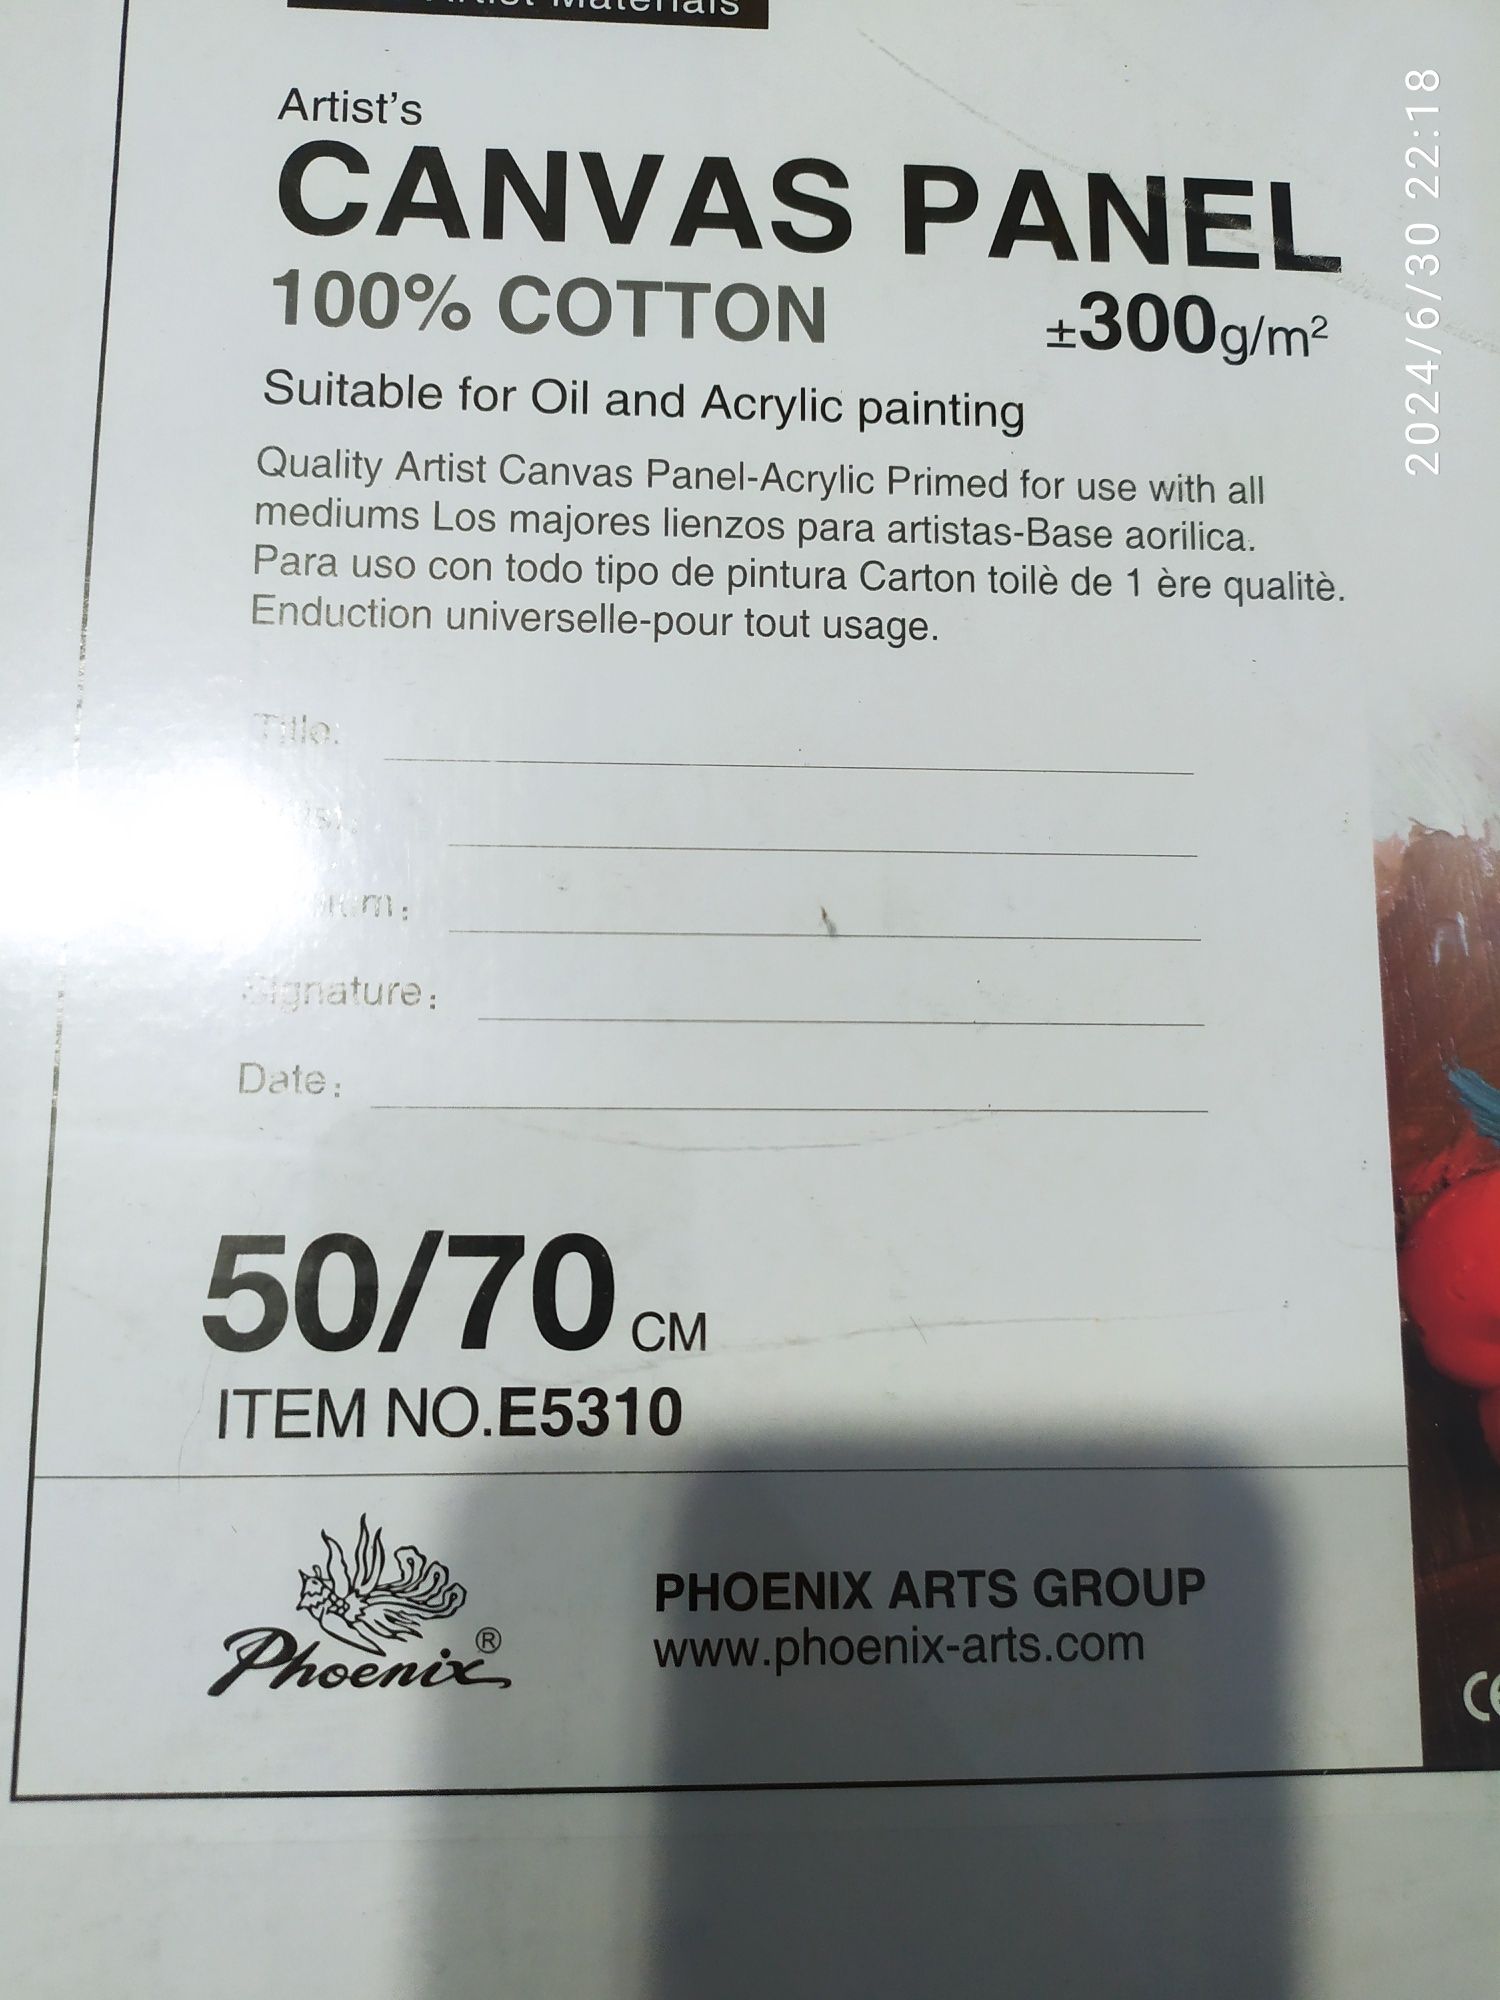 Artist Materials
Artist's
CANVAS PANEL
100% COTTON ±300g/m²
Suitable for Oil and Acrylic painting
Quality Artist Canvas Panel-Acrylic Primed for use with all
mediums Los majores lienzos para artistas-Base aorilica.
Para uso con todo tipo de pintura Carton toilè de 1 ère qualitè.
Enduction universelle-pour tout usage.
Title:
Signature:
Date:
50/70 CM
ITEM NO.E5310
Phoenix®
PHOENIX ARTS GROUP
www.phoenix-arts.com
CE
2024/6/30 22:18